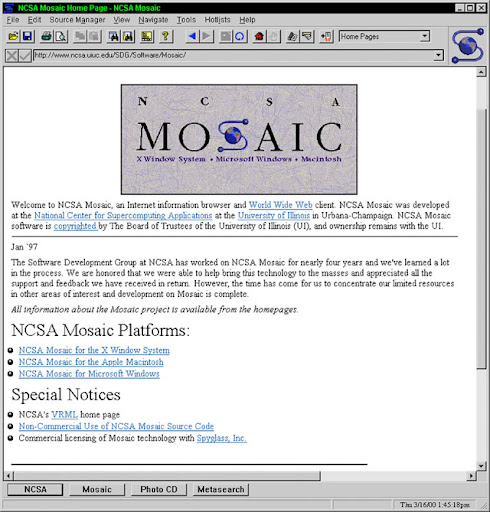 NCSA Mosaic Home Page - NCSA Mosaic
File Edit Source Manager View Navigate Tools Hotlists Help
Home Pages
http://www.ncsa.uiuc.edu/SDG/Software/Mosaic/
N C S A
MOSAIC
X Window System • Microsoft Windows • Macintosh
Welcome to NCSA Mosaic, an Internet information browser and World Wide Web client. NCSA Mosaic was developed
at the National Center for Supercomputing Applications at the University of Illinois in Urbana-Champaign. NCSA Mosaic
software is copyrighted by The Board of Trustees of the University of Illinois (UI), and ownership remains with the UI.
Jan '97
The Software Development Group at NCSA has worked on NCSA Mosaic for nearly four years and we've learned a lot
in the process. We are honored that we were able to help bring this technology to the masses and appreciated all the
support and feedback we have received in return. However, the time has come for us to concentrate our limited resources
in other areas of interest and development on Mosaic is complete.
All information about the Mosaic project is available from the homepages.
NCSA Mosaic Platforms:
NCSA Mosaic for the X Window System
NCSA Mosaic for the Apple Macintosh
NCSA Mosaic for Microsoft Windows
Special Notices
NCSA's VRML home page
Non-Commercial Use of NCSA Mosaic Source Code
Commercial licensing of Mosaic technology with Spyglass, Inc.
NCSA Mosaic Photo CD Metasearch
Thu 3/16/00 1:45:18pm